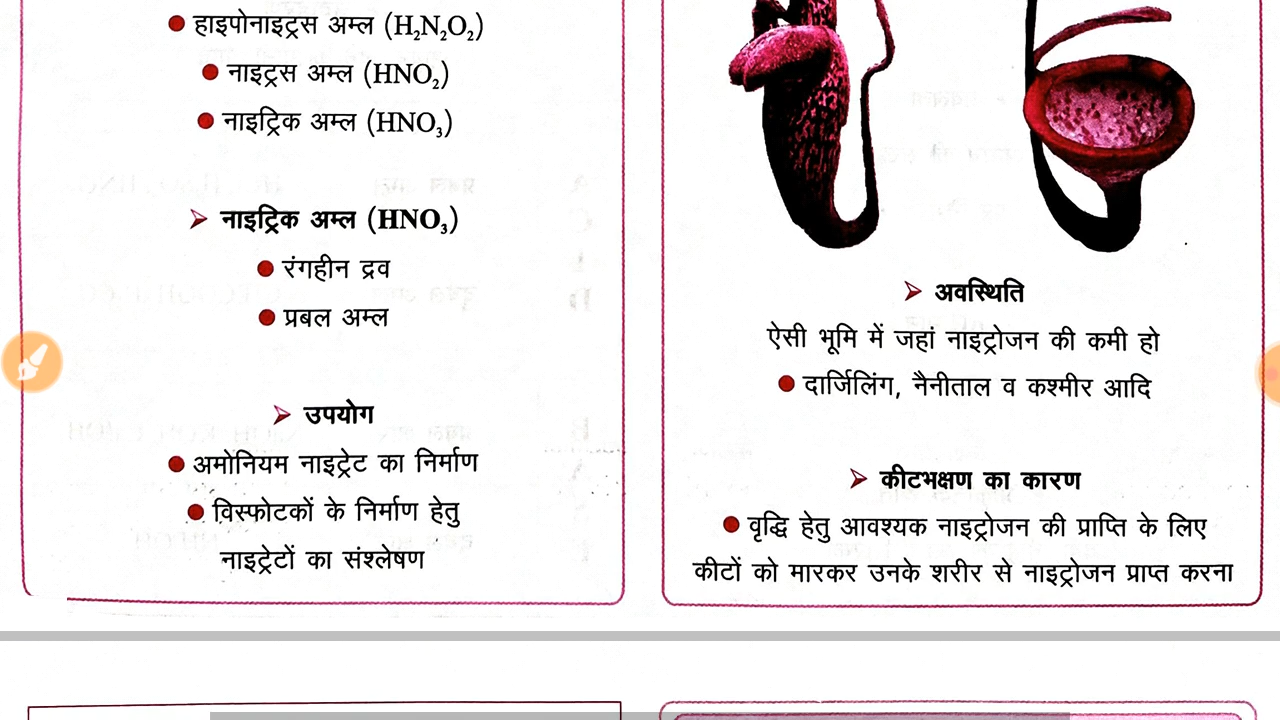 ● हाइपोनाइट्रस अम्ल (H₂N₂O₂)
● नाइट्रस अम्ल (HNO₂)
● नाइट्रिक अम्ल (HNO₃)
➢ नाइट्रिक अम्ल (HNO₃)
● रंगहीन द्रव
● प्रबल अम्ल
➢ उपयोग
● अमोनियम नाइट्रेट का निर्माण
● विस्फोटकों के निर्माण हेतु
नाइट्रेटों का संश्लेषण
➢ अवस्थिति
ऐसी भूमि में जहां नाइट्रोजन की कमी हो
● दार्जिलिंग, नैनीताल व कश्मीर आदि
➢ कीटभक्षण का कारण
● वृद्धि हेतु आवश्यक नाइट्रोजन की प्राप्ति के लिए
कीटों को मारकर उनके शरीर से नाइट्रोजन प्राप्त करना